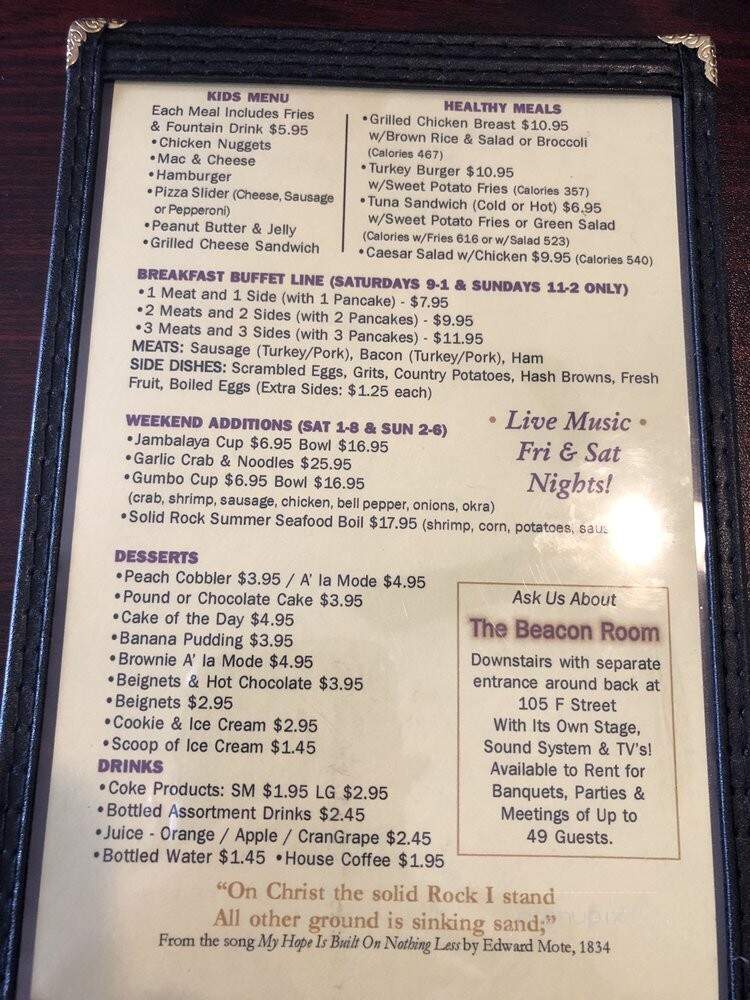 KIDS MENU
Each Meal Includes Fries
& Fountain Drink $5.95
•Chicken Nuggets
•Mac & Cheese
•Hamburger
•Pizza Slider (Cheese, Sausage
or Pepperoni)
•Peanut Butter & Jelly
•Grilled Cheese Sandwich
HEALTHY MEALS
•Grilled Chicken Breast $10.95
w/Brown Rice & Salad or Broccoli
(Calories 467)
•Turkey Burger $10.95
w/Sweet Potato Fries (Calories 357)
•Tuna Sandwich (Cold or Hot) $6.95
w/Sweet Potato Fries or Green Salad
(Calories w/Fries 616 or w/Salad 523)
•Caesar Salad w/Chicken $9.95 (Calories 540)
BREAKFAST BUFFET LINE (SATURDAYS 9-1 & SUNDAYS 11-2 ONLY)
•1 Meat and 1 Side (with 1 Pancake) - $7.95
•2 Meats and 2 Sides (with 2 Pancakes) - $9.95
•3 Meats and 3 Sides (with 3 Pancakes) - $11.95
MEATS: Sausage (Turkey/Pork), Bacon (Turkey/Pork), Ham
SIDE DISHES: Scrambled Eggs, Grits, Country Potatoes, Hash Browns, Fresh
Fruit, Boiled Eggs (Extra Sides: $1.25 each)
WEEKEND ADDITIONS (SAT 1-8 & SUN 2-6)
•Jambalaya Cup $6.95 Bowl $16.95
•Garlic Crab & Noodles $25.95
•Gumbo Cup $6.95 Bowl $16.95
(crab, shrimp, sausage, chicken, bell pepper, onions, okra)
•Solid Rock Summer Seafood Boil $17.95 (shrimp, corn, potatoes,
• Live Music •
Fri & Sat
Nights!
DESSERTS
•Peach Cobbler $3.95 / A' la Mode $4.95
•Pound or Chocolate Cake $3.95
•Cake of the Day $4.95
•Banana Pudding $3.95
•Brownie A' la Mode $4.95
•Beignets & Hot Chocolate $3.95
•Beignets $2.95
•Cookie & Ice Cream $2.95
•Scoop of Ice Cream $1.45
DRINKS
•Coke Products: SM $1.95 LG $2.95
•Bottled Assortment Drinks $2.45
•Juice - Orange / Apple / CranGrape $2.45
•Bottled Water $1.45 •House Coffee $1.95
Ask Us About
The Beacon Room
Downstairs with separate
entrance around back at
105 F Street
With Its Own Stage,
Sound System & TV's!
Available to Rent for
Banquets, Parties &
Meetings of Up to
49 Guests.
"On Christ the solid Rock I stand
All other ground is sinking sand;"
From the song My Hope Is Built On Nothing Less by Edward Mote, 1834